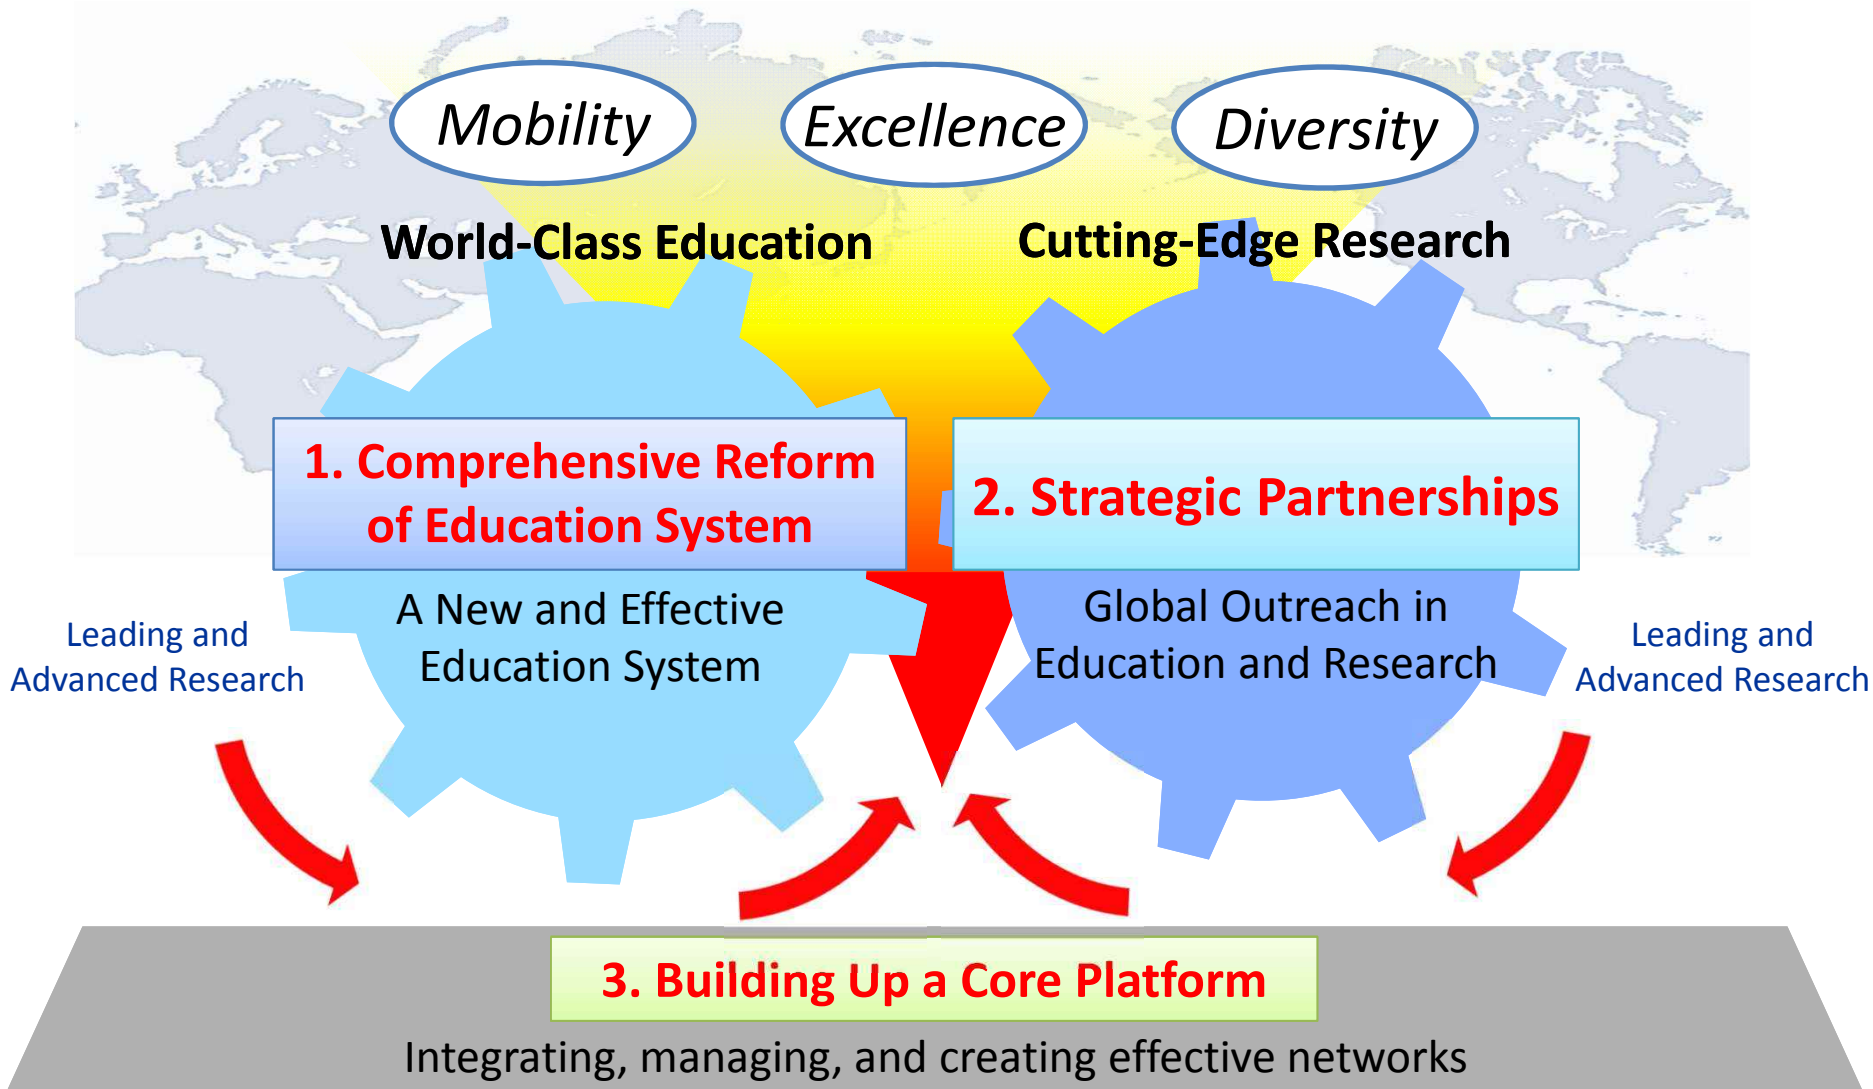 Mobility
Excellence
Diversity
World-Class Education
Cutting-Edge Research
1. Comprehensive Reform
of Education System
2. Strategic Partnerships
A New and Effective
Education System
Global Outreach in
Education and Research
Leading and
Advanced Research
Leading and
Advanced Research
3. Building Up a Core Platform
Integrating, managing, and creating effective networks